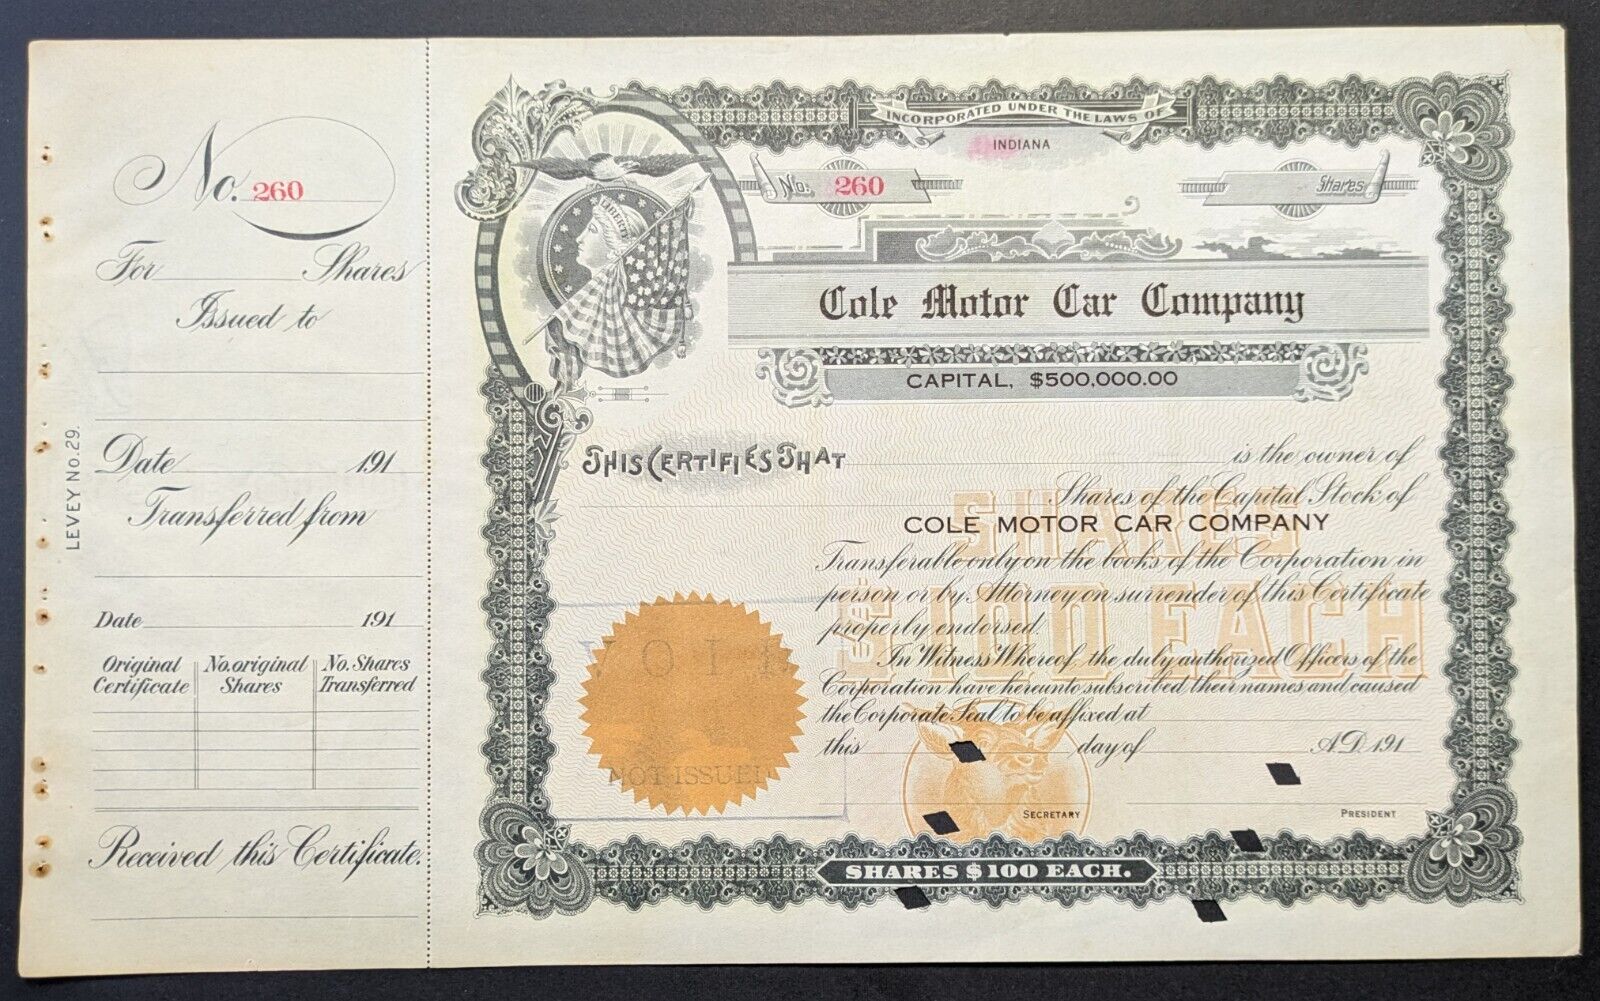 No. 260
For Shares
Issued to
Date 191
Transferred from
Date 191
Original Certificate
No. original Shares
No. Shares Transferred
Received this Certificate.
LEVEY No. 29.
INCORPORATED UNDER THE LAWS OF
INDIANA
No. 260
Shares
LIBERTY
Cole Motor Car Company
CAPITAL, $500,000.00
THIS CERTIFIES THAT is the owner of
Shares of the Capital Stock of
COLE MOTOR CAR COMPANY
Transferable only on the books of the Corporation in
person or by Attorney on surrender of this Certificate
properly endorsed.
In Witness Whereof, the duly authorized Officers of the
Corporation have hereunto subscribed their names and caused
the Corporate Seal to be affixed at
this day of A.D. 191
SECRETARY
PRESIDENT
SHARES
$100 EACH
VOID
NOT ISSUED
SHARES $100 EACH.